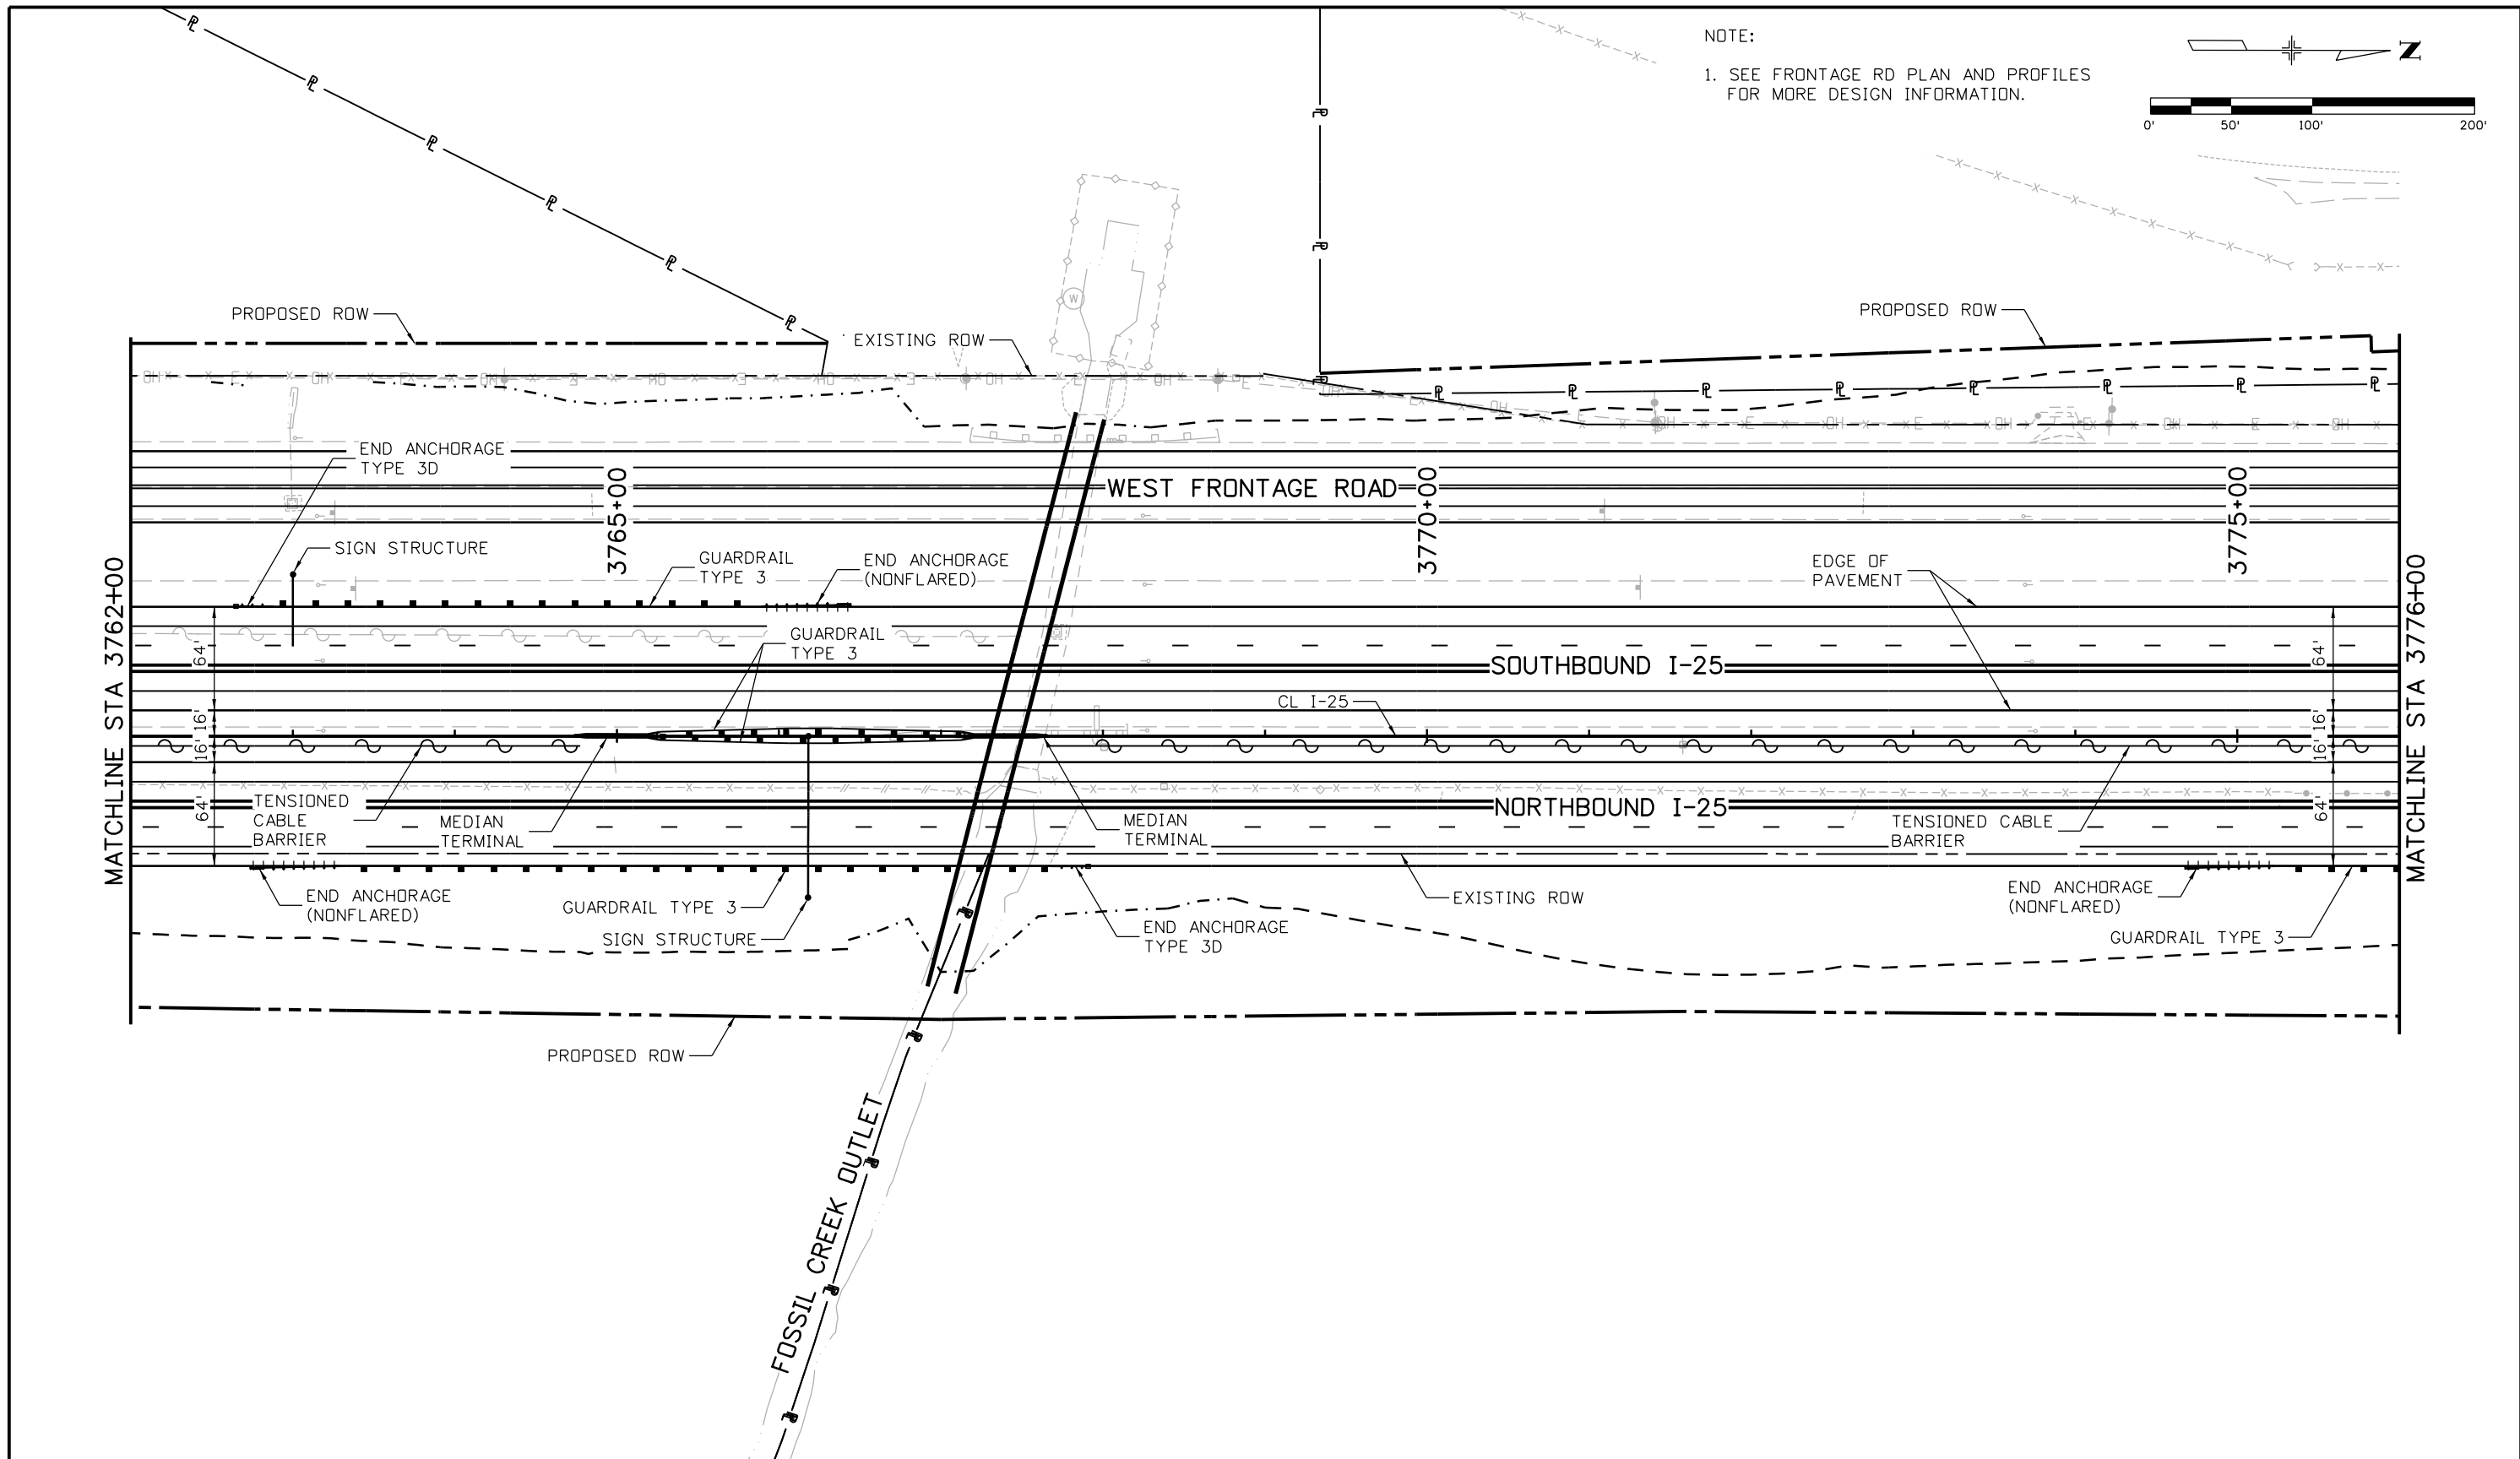 NOTE:
1. SEE FRONTAGE RD PLAN AND PROFILES
FOR MORE DESIGN INFORMATION.
N
0'
50'
100'
200'
PROPOSED ROW
EXISTING ROW
PROPOSED ROW
W
END ANCHORAGE
TYPE 3D
WEST FRONTAGE ROAD
3765+00
3770+00
3775+00
SIGN STRUCTURE
GUARDRAIL
TYPE 3
END ANCHORAGE
(NONFLARED)
EDGE OF
PAVEMENT
MATCHLINE STA 3762+00
MATCHLINE STA 3776+00
GUARDRAIL
TYPE 3
64'
64'
SOUTHBOUND I-25
CL I-25
16'
16'
16'
16'
64'
64'
TENSIONED
CABLE
BARRIER
MEDIAN
TERMINAL
NORTHBOUND I-25
MEDIAN
TERMINAL
TENSIONED CABLE
BARRIER
END ANCHORAGE
(NONFLARED)
GUARDRAIL TYPE 3
EXISTING ROW
END ANCHORAGE
(NONFLARED)
SIGN STRUCTURE
END ANCHORAGE
TYPE 3D
GUARDRAIL TYPE 3
PROPOSED ROW
FOSSIL CREEK OUTLET